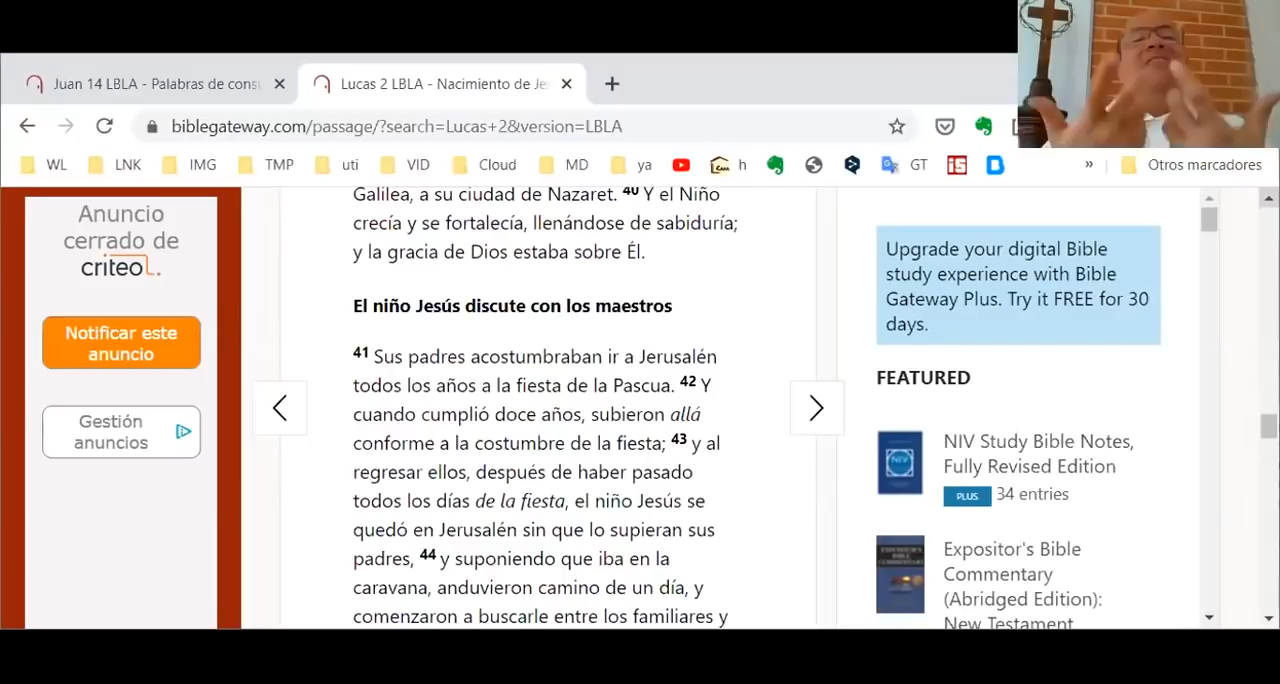 Juan 14 LBLA - Palabras de cons
Lucas 2 LBLA - Nacimiento de Je
biblegateway.com/passage/?search=Lucas+2&version=LBLA
WL LNK IMG TMP uti VID Cloud MD ya h GT Otros marcadores
Anuncio
cerrado de
criteo
Notificar este
anuncio
Gestión
anuncios
Galilea, a su ciudad de Nazaret. 40 Y el Niño
crecía y se fortalecía, llenándose de sabiduría;
y la gracia de Dios estaba sobre Él.
El niño Jesús discute con los maestros
41 Sus padres acostumbraban ir a Jerusalén
todos los años a la fiesta de la Pascua. 42 Y
cuando cumplió doce años, subieron allá
conforme a la costumbre de la fiesta; 43 y al
regresar ellos, después de haber pasado
todos los días de la fiesta, el niño Jesús se
quedó en Jerusalén sin que lo supieran sus
padres, 44 y suponiendo que iba en la
caravana, anduvieron camino de un día, y
comenzaron a buscarle entre los familiares y
Upgrade your digital Bible
study experience with Bible
Gateway Plus. Try it FREE for 30
days.
FEATURED
NIV
NIV Study Bible Notes,
Fully Revised Edition
PLUS 34 entries
Expositor's Bible
Commentary
(Abridged Edition):
New Testament